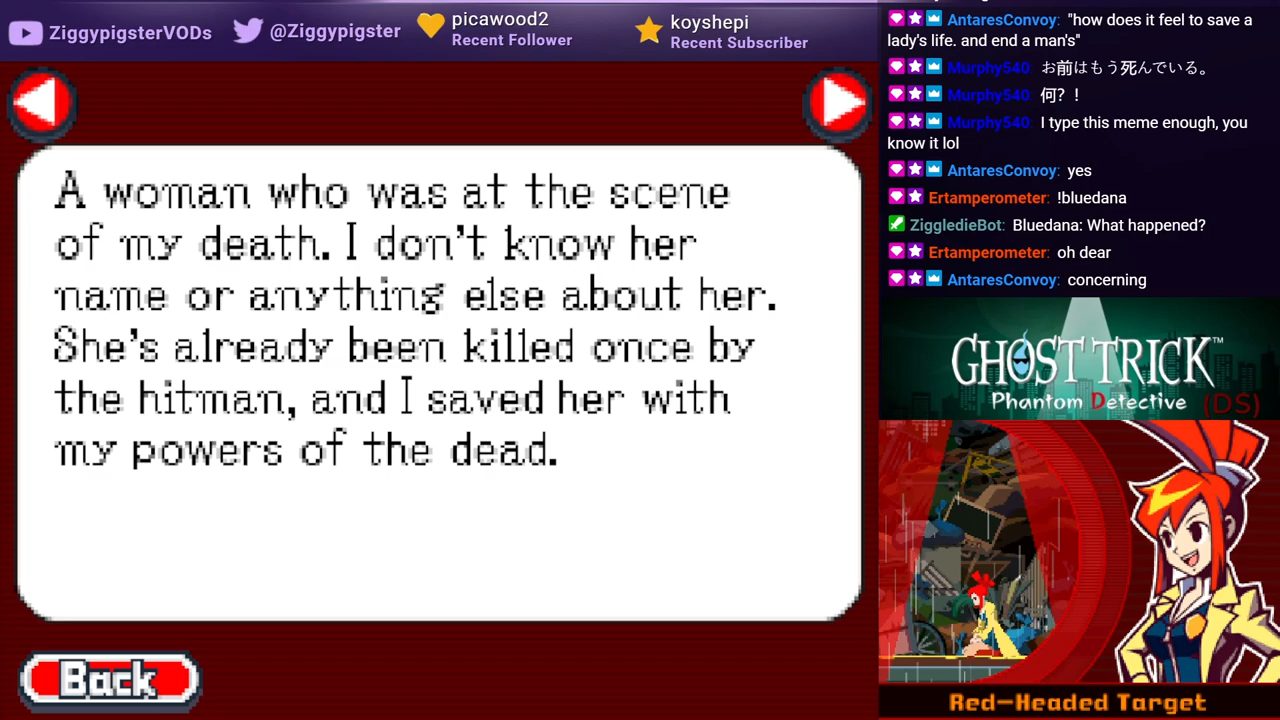 ZiggypigsterVODs
@Ziggypigster
picawood2
Recent Follower
koyshepi
Recent Subscriber
A woman who was at the scene
of my death. I don't know her
name or anything else about her.
She's already been killed once by
the hitman, and I saved her with
my powers of the dead.
Back
AntaresConvoy: "how does it feel to save a
lady's life. and end a man's"
Murphy540: お前はもう死んでいる。
Murphy540: 何？！
Murphy540: I type this meme enough, you
know it lol
AntaresConvoy: yes
Ertamperometer: !bluedana
ZiggledieBot: Bluedana: What happened?
Ertamperometer: oh dear
AntaresConvoy: concerning
GHOST TRICK™
Phantom Detective (DS)
Red-Headed Target